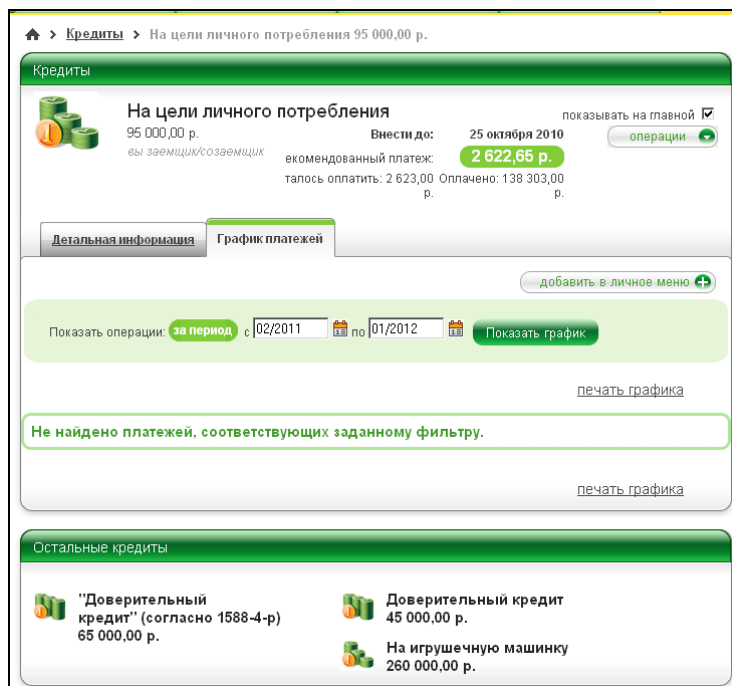 > Кредиты > На цели личного потребления 95 000,00 р.
Кредиты
На цели личного потребления
показывать на главной
95 000,00 р.
Внести до: 25 октября 2010
операции
вы заемщик/созаемщик
екомендованный платеж: 2 622,65 р.
талось оплатить: 2 623,00 Оплачено: 138 303,00
р. р.
Детальная информация График платежей
добавить в личное меню
Показать операции: за период с 02/2011 по 01/2012 Показать график
печать графика
Не найдено платежей, соответствующих заданному фильтру.
печать графика
Остальные кредиты
"Доверительный
кредит" (согласно 1588-4-р)
65 000,00 р.
Доверительный кредит
45 000,00 р.
На игрушечную машинку
260 000,00 р.